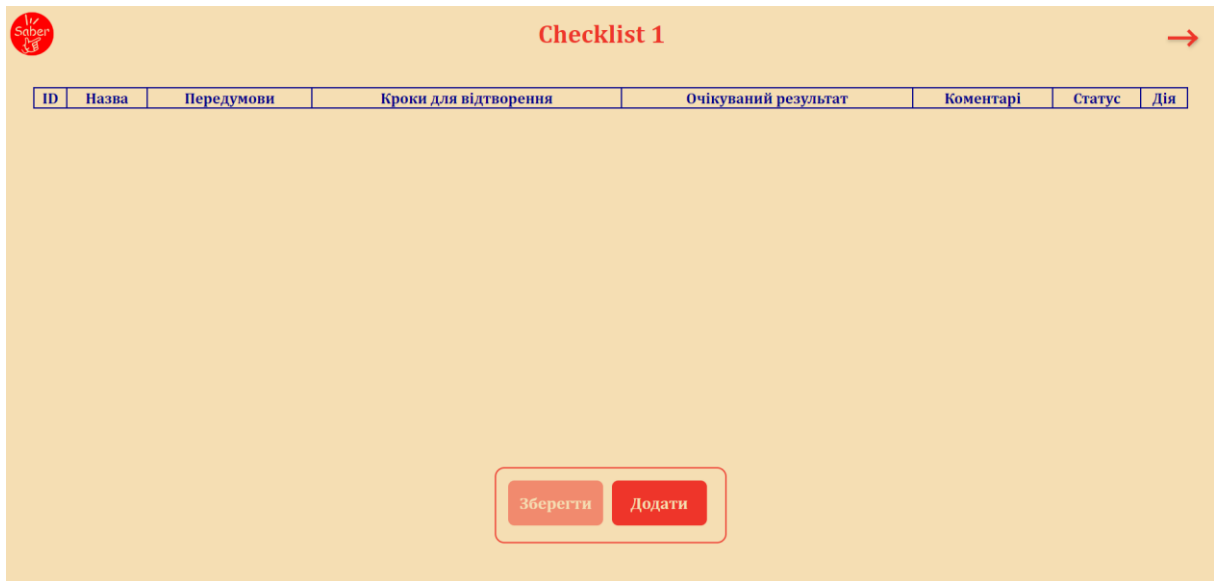 Saber
Checklist 1
→
ID Назва Передумови Кроки для відтворення Очікуваний результат Коментарі Статус Дія
Зберегти Додати